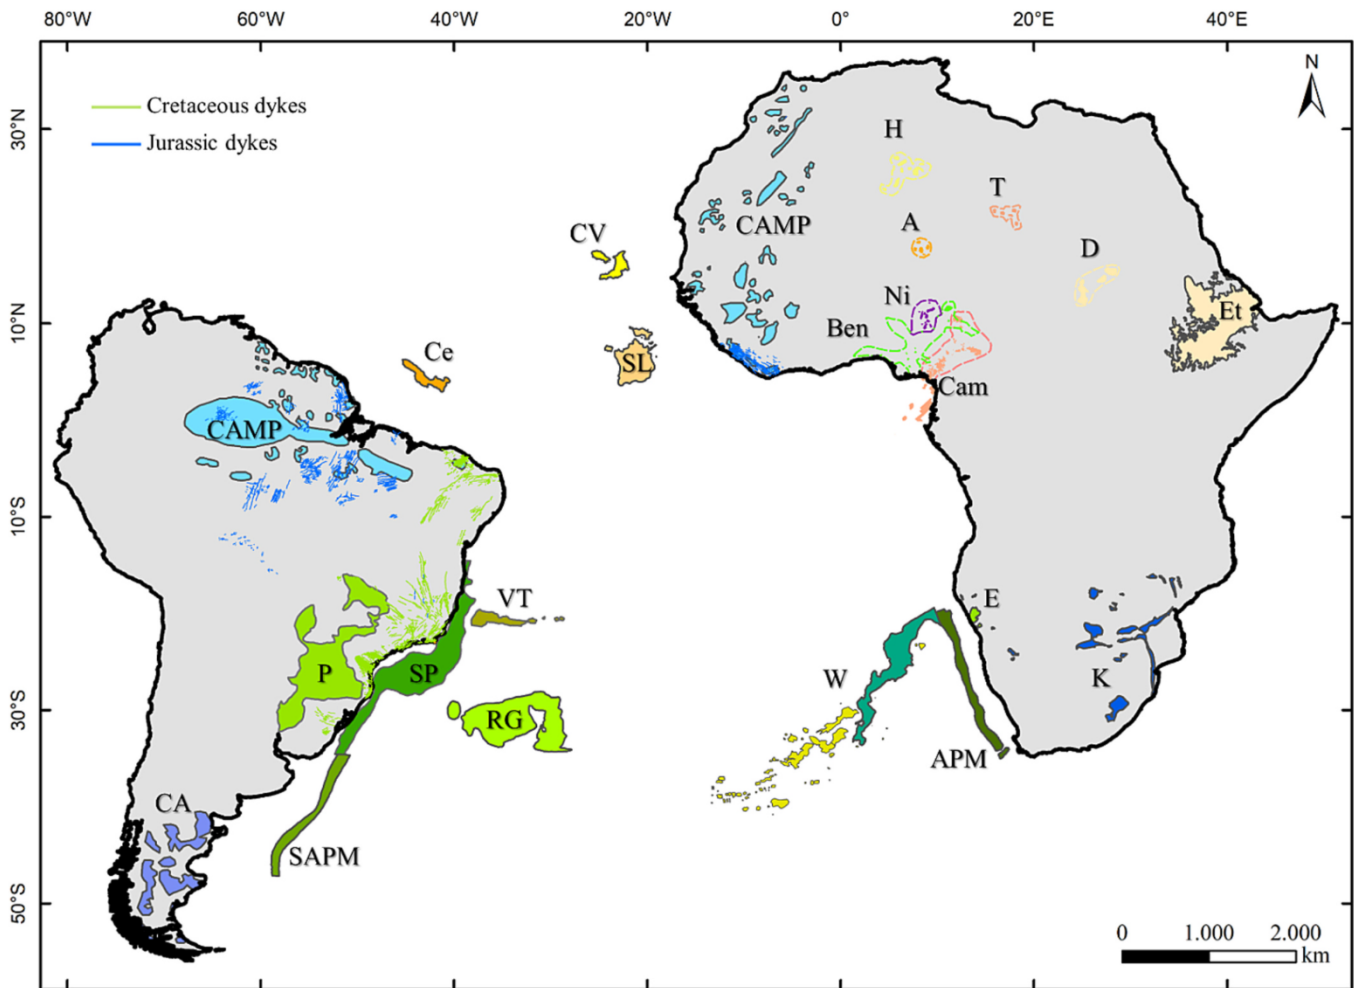 80°W 60°W 40°W 20°W 0° 20°E 40°E
N
Cretaceous dykes
Jurassic dykes
30°N
10°N
10°S
30°S
50°S
H
T
CAMP
A
CV
D
Ni
Et
Ben
Ce
SL
Cam
CAMP
VT
E
P
SP
W
K
RG
APM
CA
SAPM
0 1.000 2.000
km